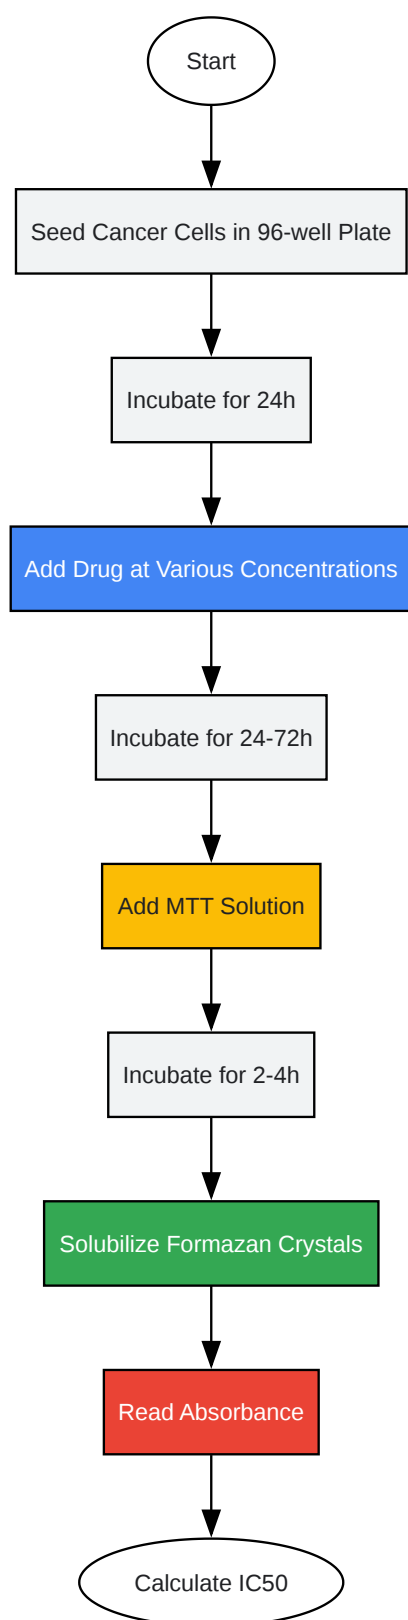 Start
Seed Cancer Cells in 96-well Plate
Incubate for 24h
Add Drug at Various Concentrations
Incubate for 24-72h
Add MTT Solution
Incubate for 2-4h
Solubilize Formazan Crystals
Read Absorbance
Calculate IC50